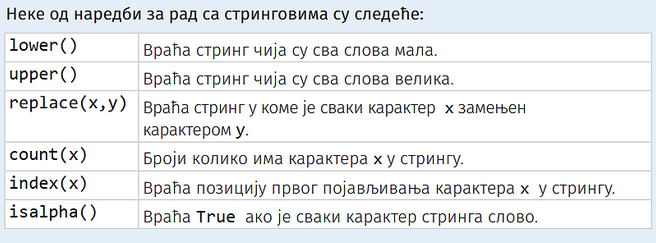 Неке од наредби за рад са стринговима су следеће:
lower() Враћа стринг чија су сва слова мала.
upper() Враћа стринг чија су сва слова велика.
replace(x,y) Враћа стринг у коме је сваки карактер x замењен
карактером y.
count(x) Броји колико има карактера x у стрингу.
index(x) Враћа позицију првог појављивања карактера x у стрингу.
isalpha() Враћа True ако је сваки карактер стринга слово.